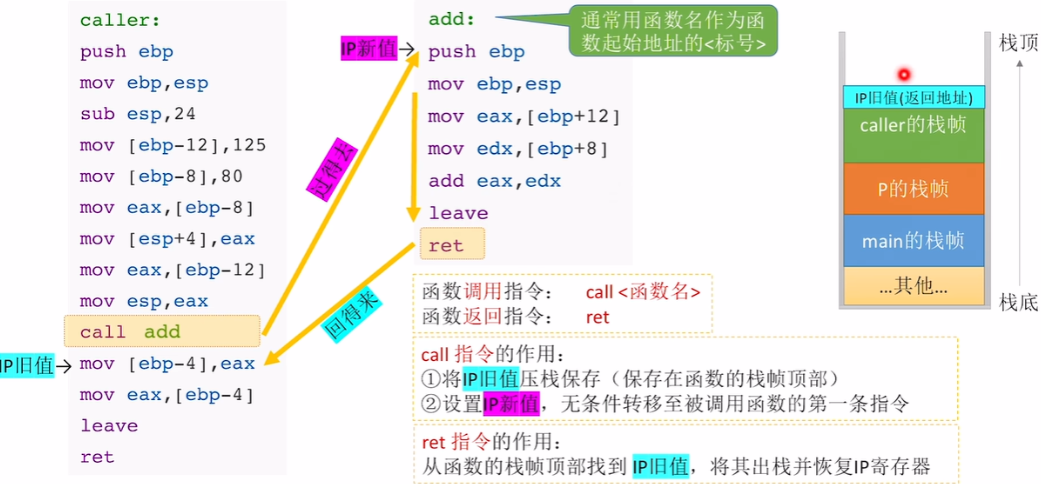 caller:
push ebp
mov ebp,esp
sub esp,24
mov [ebp-12],125
mov [ebp-8],80
mov eax,[ebp-8]
mov [esp+4],eax
mov eax,[ebp-12]
mov esp,eax
call add
IP旧值→ mov [ebp-4],eax
mov eax,[ebp-4]
leave
ret
过得去
回得来
add:
IP新值→ push ebp
mov ebp,esp
mov eax,[ebp+12]
mov edx,[ebp+8]
add eax,edx
leave
ret
通常用函数名作为函
数起始地址的<标号>
函数调用指令: call <函数名>
函数返回指令: ret
call 指令的作用:
①将IP旧值压栈保存（保存在函数的栈帧顶部）
②设置IP新值，无条件转移至被调用函数的第一条指令
ret 指令的作用:
从函数的栈帧顶部找到 IP旧值，将其出栈并恢复IP寄存器
栈顶
IP旧值(返回地址)
caller的栈帧
P的栈帧
main的栈帧
...其他...
栈底